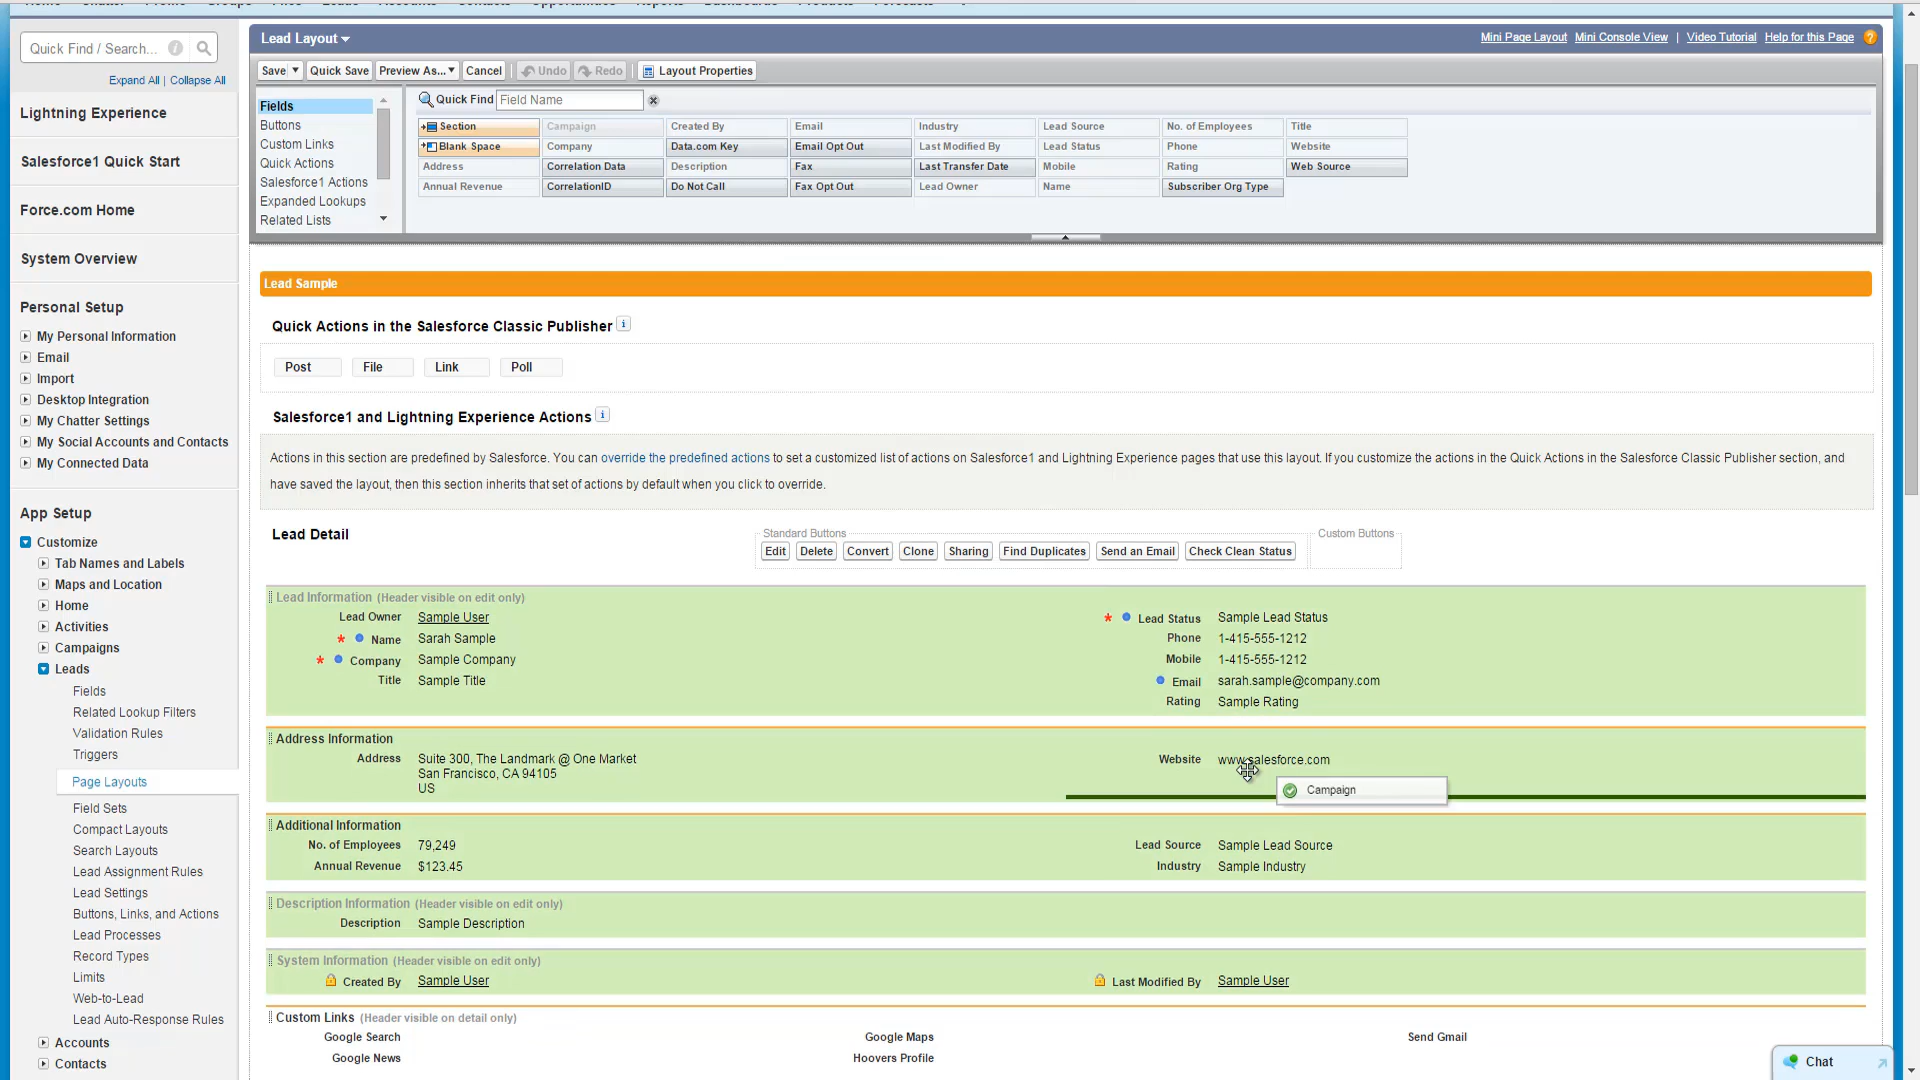 Home Chatter Profile Groups Files Leads Accounts Contacts Opportunities Reports Dashboards Products Forecasts +
Quick Find / Search...
Expand All | Collapse All
Lightning Experience
Salesforce1 Quick Start
Force.com Home
System Overview
Personal Setup
My Personal Information
Email
Import
Desktop Integration
My Chatter Settings
My Social Accounts and Contacts
My Connected Data
App Setup
Customize
Tab Names and Labels
Maps and Location
Home
Activities
Campaigns
Leads
Fields
Related Lookup Filters
Validation Rules
Triggers
Page Layouts
Field Sets
Compact Layouts
Search Layouts
Lead Assignment Rules
Lead Settings
Buttons, Links, and Actions
Lead Processes
Record Types
Limits
Web-to-Lead
Lead Auto-Response Rules
Accounts
Contacts
Lead Layout
Mini Page Layout Mini Console View | Video Tutorial Help for this Page ?
Save Quick Save Preview As... Cancel Undo Redo Layout Properties
Fields
Buttons
Custom Links
Quick Actions
Salesforce1 Actions
Expanded Lookups
Related Lists
Quick Find Field Name
Section Campaign Created By Email Industry Lead Source No. of Employees Title
Blank Space Company Data.com Key Email Opt Out Last Modified By Lead Status Phone Website
Address Correlation Data Description Fax Last Transfer Date Mobile Rating Web Source
Annual Revenue CorrelationID Do Not Call Fax Opt Out Lead Owner Name Subscriber Org Type
Lead Sample
Quick Actions in the Salesforce Classic Publisher i
Post File Link Poll
Salesforce1 and Lightning Experience Actions i
Actions in this section are predefined by Salesforce. You can override the predefined actions to set a customized list of actions on Salesforce1 and Lightning Experience pages that use this layout. If you customize the actions in the Quick Actions in the Salesforce Classic Publisher section, and
have saved the layout, then this section inherits that set of actions by default when you click to override.
Lead Detail
Standard Buttons
Edit Delete Convert Clone Sharing Find Duplicates Send an Email Check Clean Status
Custom Buttons
Lead Information (Header visible on edit only)
Lead Owner Sample User * Lead Status Sample Lead Status
* Name Sarah Sample Phone 1-415-555-1212
* Company Sample Company Mobile 1-415-555-1212
Title Sample Title Email sarah.sample@company.com
Rating Sample Rating
Address Information
Address Suite 300, The Landmark @ One Market Website www.salesforce.com
San Francisco, CA 94105
US
Campaign
Additional Information
No. of Employees 79,249 Lead Source Sample Lead Source
Annual Revenue $123.45 Industry Sample Industry
Description Information (Header visible on edit only)
Description Sample Description
System Information (Header visible on edit only)
Created By Sample User Last Modified By Sample User
Custom Links (Header visible on detail only)
Google Search Google Maps Send Gmail
Google News Hoovers Profile
Chat